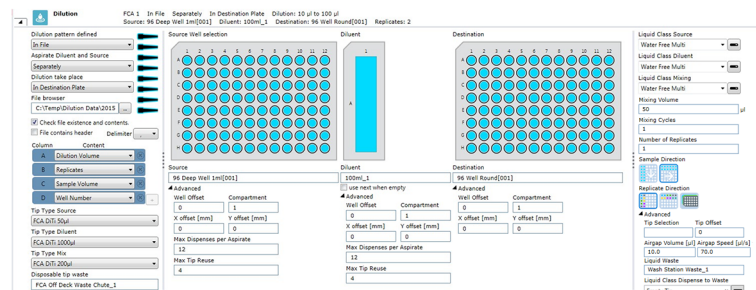 Dilution
FCA 1 In File Separately In Destination Plate Dilution: 10 µl to 100 µl
Source: 96 Deep Well 1ml[001] Diluent: 100ml_1 Destination: 96 Well Round[001] Replicates: 2
Dilution pattern defined
In File
Aspirate Diluent and Source
Separately
Dilution take place
In Destination Plate
File browser
C:\Temp\Dilution Data\2015 ...
Check file existence and contents.
File contains header Delimiter ,
Column Content
A Dilution Volume
B Replicates
C Sample Volume
D Well Number
Tip Type Source
FCA DiTi 50µl
Tip Type Diluent
FCA DiTi 1000µl
Tip Type Mix
FCA DiTi 200µl
Disposable tip waste
FCA Off Deck Waste Chute_1
Source Well selection
1 2 3 4 5 6 7 8 9 10 11 12
A
B
C
D
E
F
G
H
Source
96 Deep Well 1ml[001]
Advanced
Well Offset Compartment
0 1
X offset [mm] Y offset [mm]
0 0
Max Dispenses per Aspirate
12
Max Tip Reuse
4
Diluent
1
A
Diluent
100ml_1
use next when empty
Advanced
Well Offset Compartment
0 1
X offset [mm] Y offset [mm]
0 0
Max Dispenses per Aspirate
12
Max Tip Reuse
4
Destination
1 2 3 4 5 6 7 8 9 10 11 12
A
B
C
D
E
F
G
H
Destination
96 Well Round[001]
Advanced
Well Offset Compartment
0 1
X offset [mm] Y offset [mm]
0 0
Liquid Class Source
Water Free Multi
Liquid Class Diluent
Water Free Multi
Liquid Class Mixing
Water Free Multi
Mixing Volume
50 µl
Mixing Cycles
1
Number of Replicates
1
Sample Direction
Replicate Direction
Advanced
Tip Selection Tip Offset
0
Airgap Volume [µl] Airgap Speed [µl/s]
10.0 70.0
Liquid Waste
Wash Station Waste_1
Liquid Class Dispense to Waste